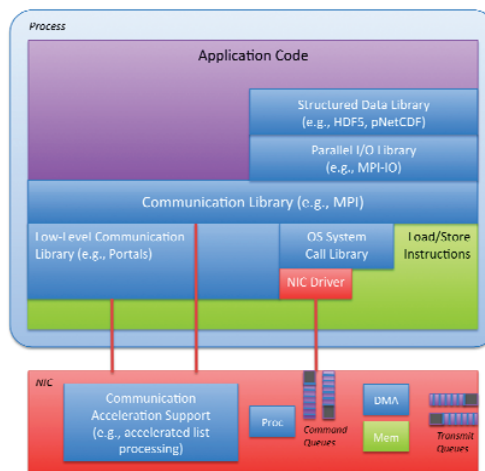 Process
Application Code
Structured Data Library
(e.g., HDF5, pNetCDF)
Parallel I/O Library
(e.g., MPI-IO)
Communication Library (e.g., MPI)
Low-Level Communication
Library (e.g., Portals)
OS System
Call Library
Load/Store
Instructions
NIC Driver
NIC
Communication
Acceleration Support
(e.g., accelerated list
processing)
Proc
Command
Queues
DMA
Mem
Transmit
Queues